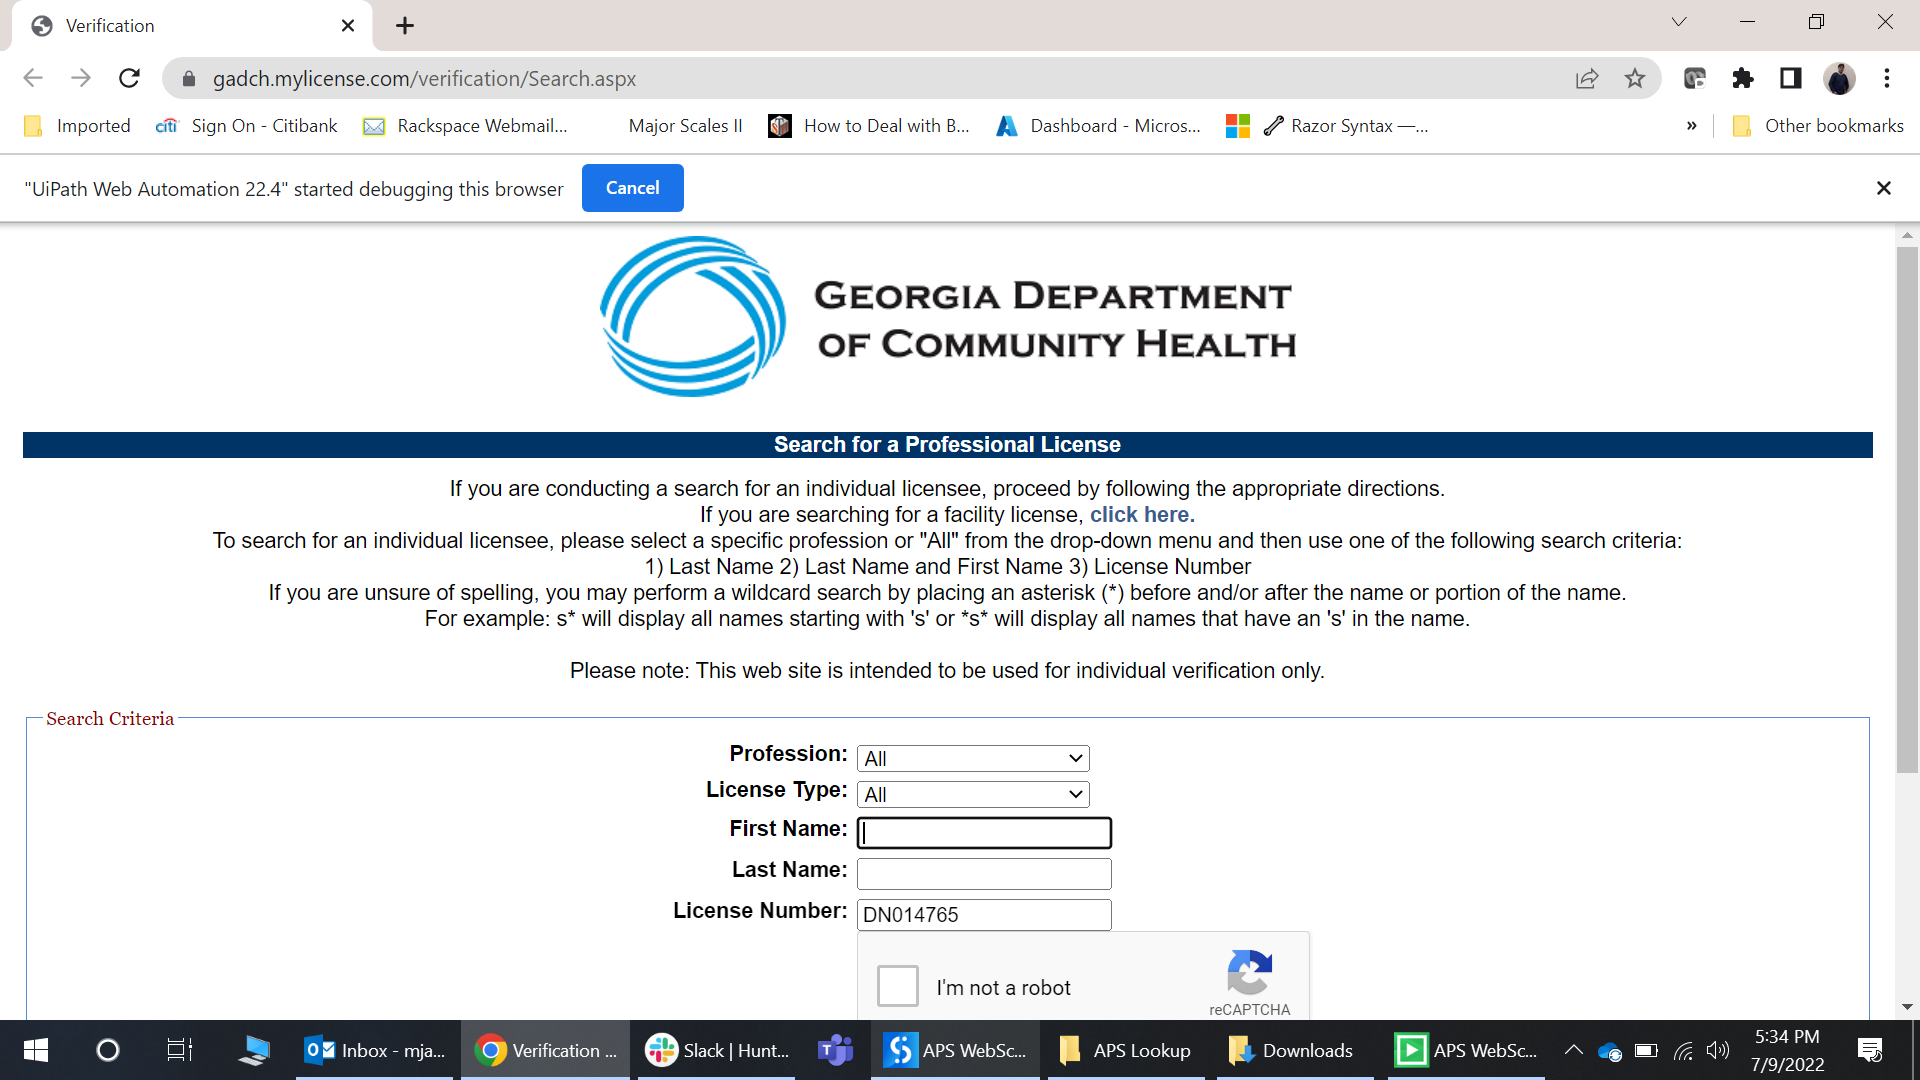 Verification
gadch.mylicense.com/verification/Search.aspx
Imported
citi Sign On - Citibank
Rackspace Webmail...
Major Scales II
How to Deal with B...
Dashboard - Micros...
Razor Syntax —...
»
Other bookmarks
"UiPath Web Automation 22.4" started debugging this browser
Cancel
GEORGIA DEPARTMENT
OF COMMUNITY HEALTH
Search for a Professional License
If you are conducting a search for an individual licensee, proceed by following the appropriate directions.
If you are searching for a facility license, click here.
To search for an individual licensee, please select a specific profession or "All" from the drop-down menu and then use one of the following search criteria:
1) Last Name 2) Last Name and First Name 3) License Number
If you are unsure of spelling, you may perform a wildcard search by placing an asterisk (*) before and/or after the name or portion of the name.
For example: s* will display all names starting with 's' or *s* will display all names that have an 's' in the name.
Please note: This web site is intended to be used for individual verification only.
Search Criteria
Profession: All
License Type: All
First Name:
Last Name:
License Number: DN014765
I'm not a robot
reCAPTCHA
Inbox - mja...
Verification ...
Slack | Hunt...
APS WebSc...
APS Lookup
Downloads
APS WebSc...
5:34 PM
7/9/2022